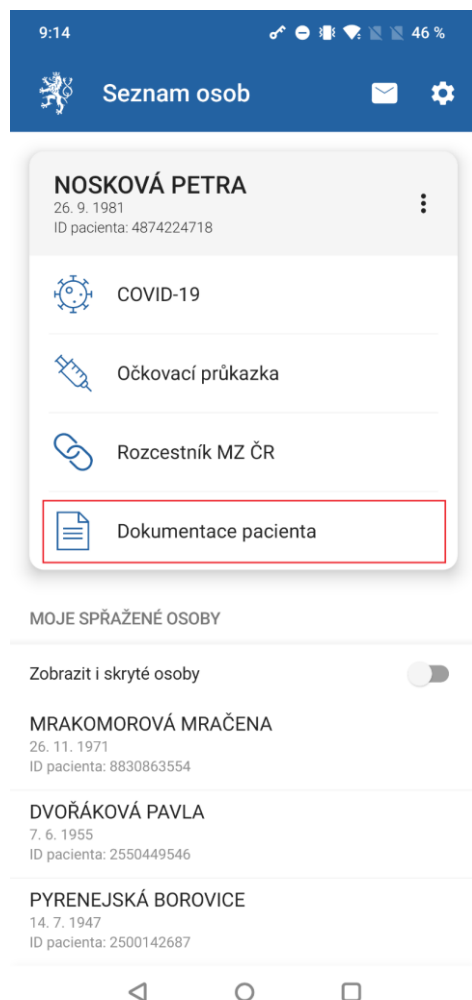 9:14
46 %
Seznam osob
NOSKOVÁ PETRA
26. 9. 1981
ID pacienta: 4874224718
COVID-19
Očkovací průkazka
Rozcestník MZ ČR
Dokumentace pacienta
MOJE SPŘAŽENÉ OSOBY
Zobrazit i skryté osoby
MRAKOMOROVÁ MRAČENA
26. 11. 1971
ID pacienta: 8830863554
DVOŘÁKOVÁ PAVLA
7. 6. 1955
ID pacienta: 2550449546
PYRENEJSKÁ BOROVICE
14. 7. 1947
ID pacienta: 2500142687